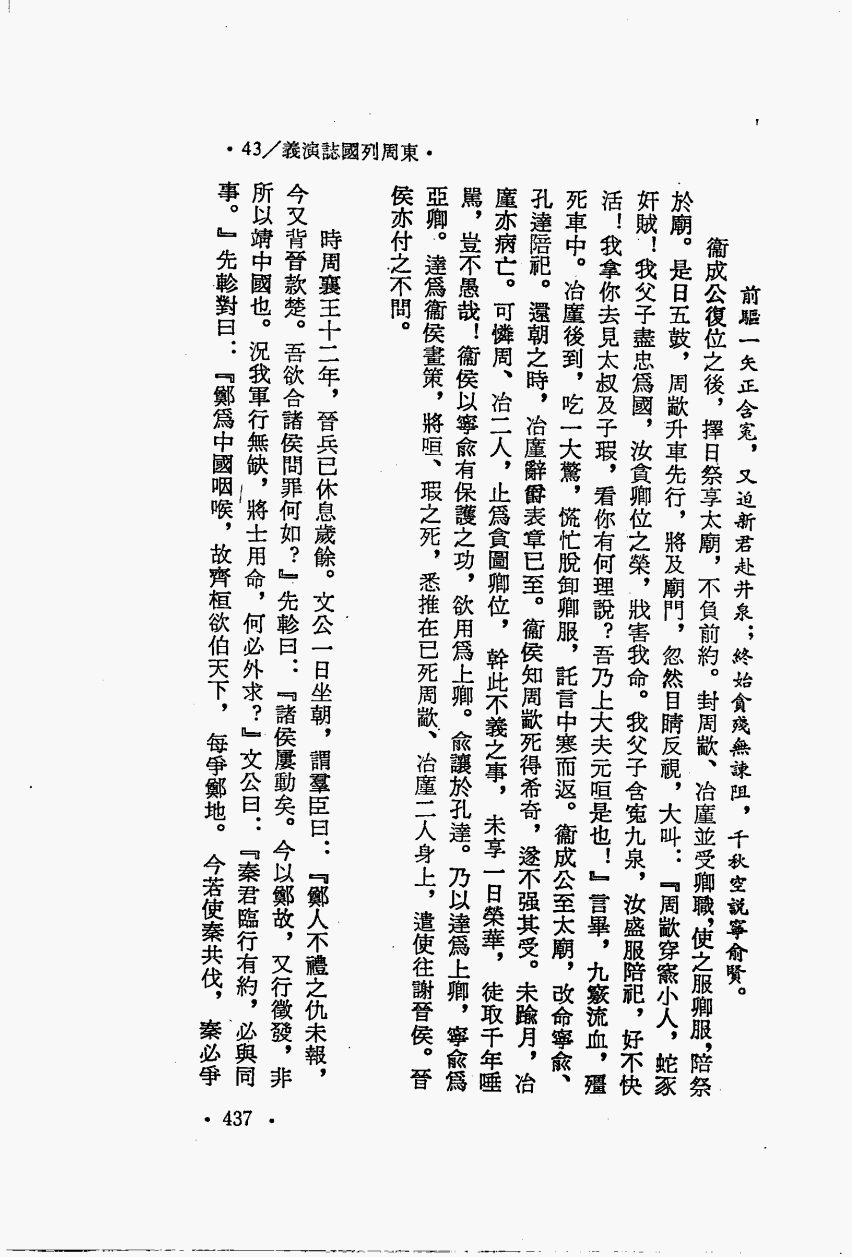 ·東周列國誌演義/43·
前驅一矢正含冤,又迫新君赴井泉;終始貪殘無諫阻,千秋空説寧俞賢。
衞成公復位之後,擇日祭享太廟,不負前約。封周歂、冶廑並受卿職,使之服卿服,陪祭
於廟。是日五鼓,周歂升車先行,將及廟門,忽然目睛反視,大叫:『周歂穿窬小人,蛇豕
奸賊!我父子盡忠爲國,汝貪卿位之榮,戕害我命。我父子含寃九泉,汝盛服陪祀,好不快
活!我拿你去見太叔及子瑕,看你有何理說?吾乃上大夫元咺是也!』言畢,九竅流血,殭
死車中。冶廑後到,吃一大驚,慌忙脫卸卿服,託言中寒而返。衞成公至太廟,改命寧俞、
孔達陪祀。還朝之時,冶廑辭爵表章已至。衞侯知周歂死得希奇,遂不强其受。未踰月,冶
廑亦病亡。可憐周、冶二人,止爲貪圖卿位,幹此不義之事,未享一日榮華,徒取千年唾
駡,豈不愚哉!衞侯以寧俞有保護之功,欲用爲上卿。俞讓於孔達。乃以達爲上卿,寧俞爲
亞卿。達爲衞侯畫策,將咺、瑕之死,悉推在已死周歂、冶廑二人身上,遣使往謝晉侯。晉
侯亦付之不問。
時周襄王十二年,晉兵已休息歲餘。文公一日坐朝,謂羣臣曰:『鄭人不禮之仇未報,
今又背晉款楚。吾欲合諸侯問罪何如?』先軫曰:『諸侯屢動矣。今以鄭故,又行徵發,非
所以靖中國也。況我軍行無缺,將士用命,何必外求?』文公曰:『秦君臨行有約,必與同
事。』先軫對曰:『鄭爲中國咽喉,故齊桓欲伯天下,每爭鄭地。今若使秦共伐,秦必爭
·437·